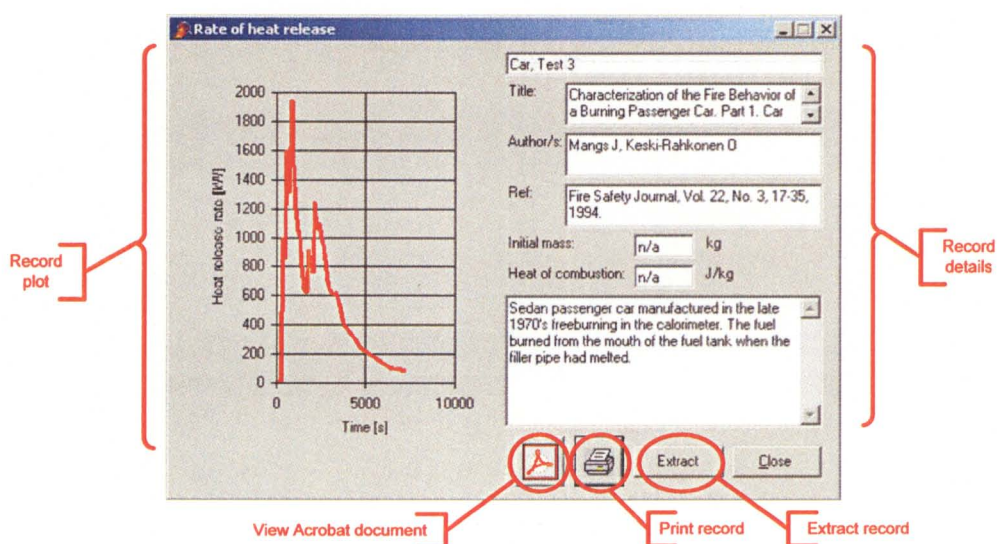 Rate of heat release
Car, Test 3
Title:
Characterization of the Fire Behavior of
a Burning Passenger Car. Part 1. Car
Author/s:
Mangs J, Keski-Rahkonen O
Ref:
Fire Safety Journal, Vol. 22, No. 3, 17-35,
1994.
Initial mass:
n/a
kg
Heat of combustion:
n/a
J/kg
Sedan passenger car manufactured in the late
1970's freeburning in the calorimeter. The fuel
burned from the mouth of the fuel tank when the
filler pipe had melted.
Heat release rate [kW]
2000
1800
1600
1400
1200
1000
800
600
400
200
0
0
5000
10000
Time [s]
Extract
Close
Record
plot
Record
details
View Acrobat document
Print record
Extract record